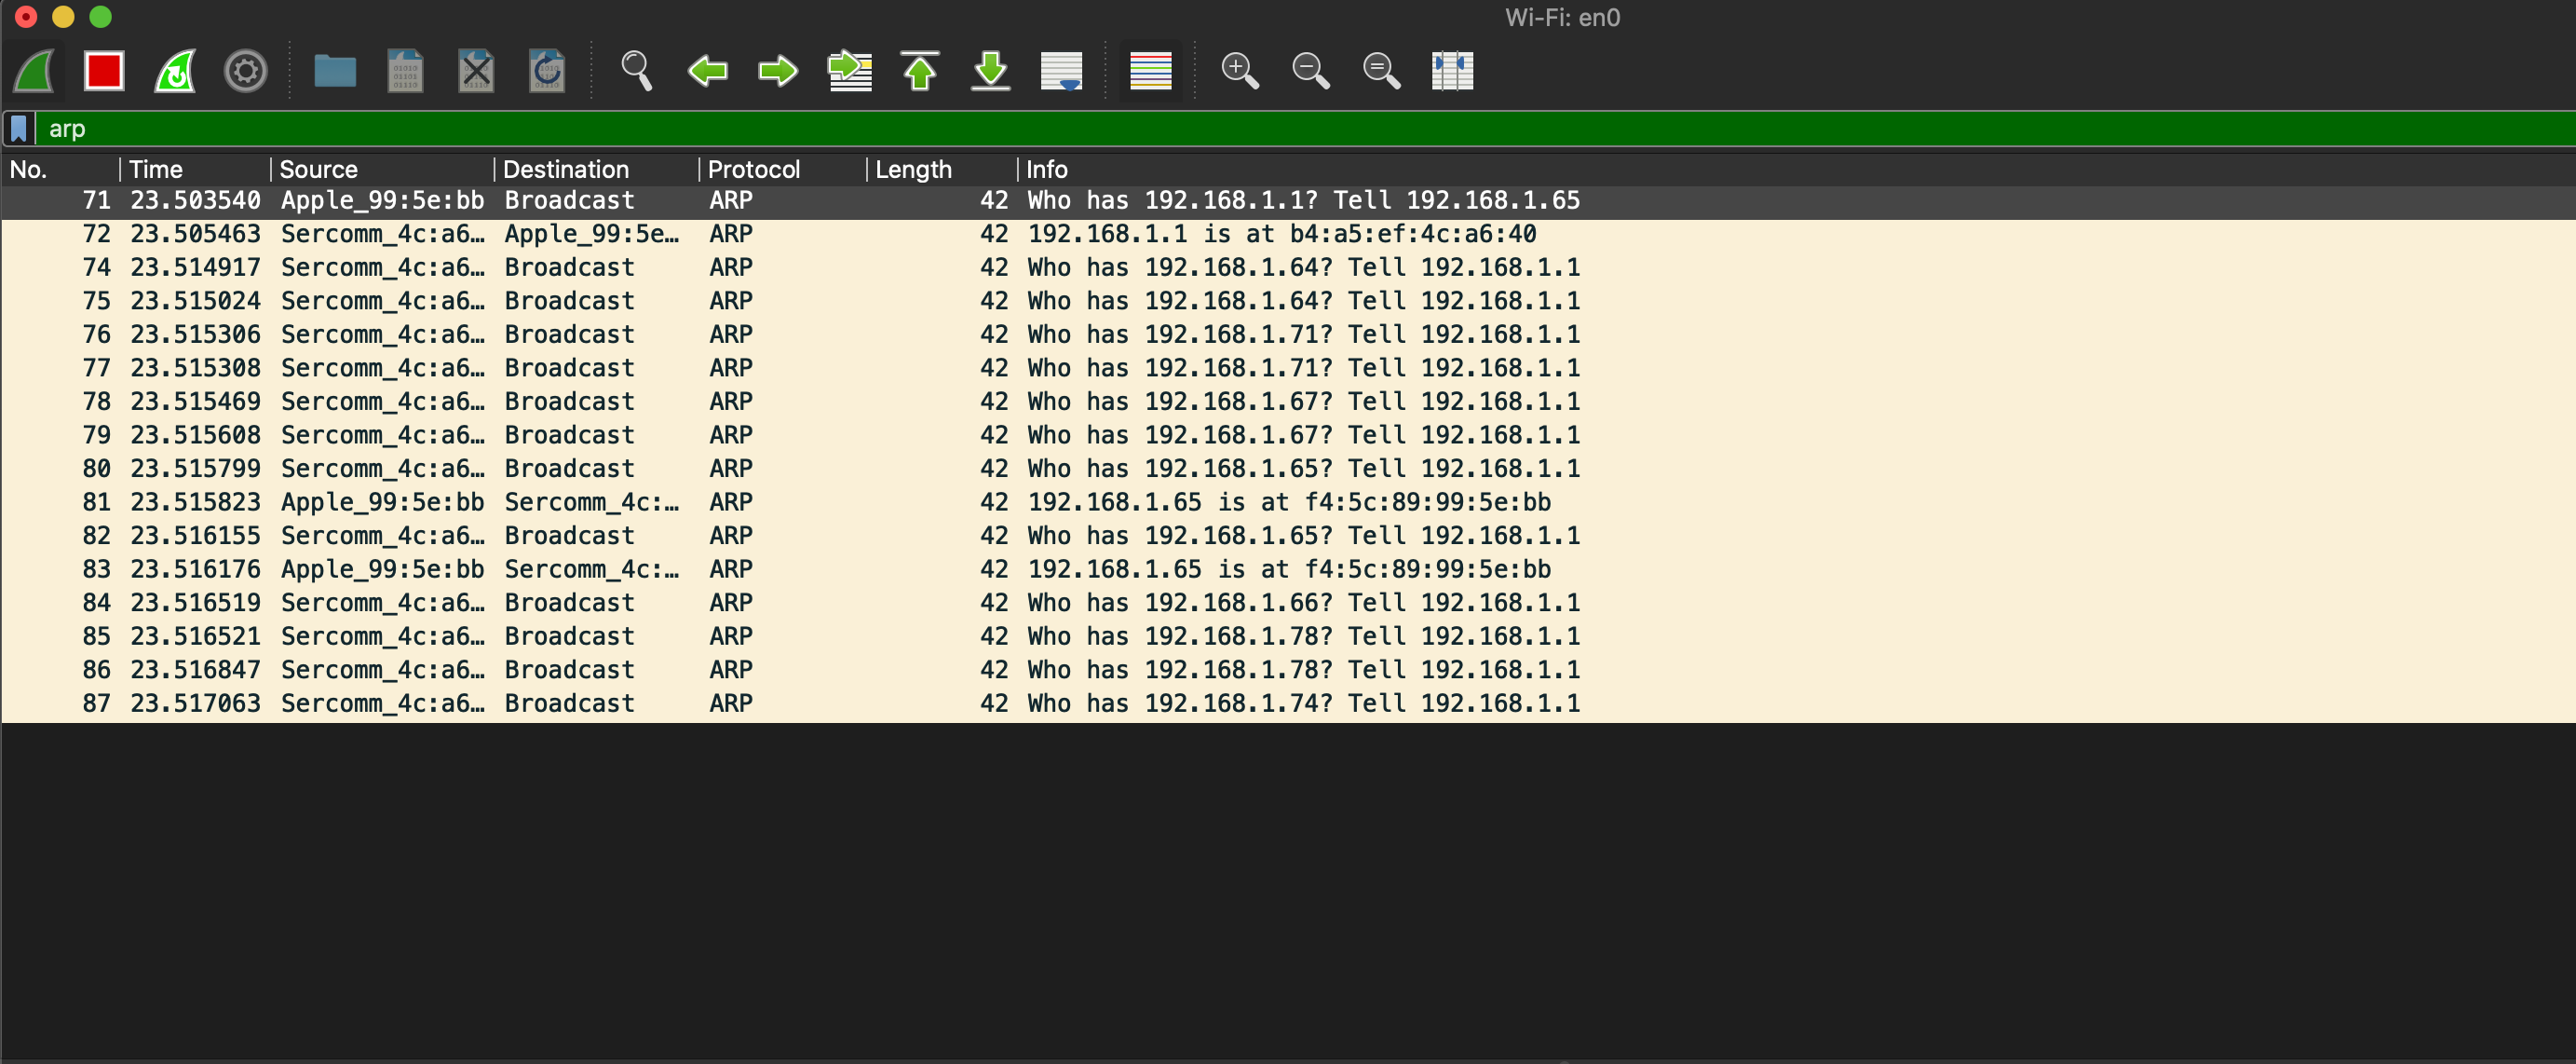 Wi-Fi: en0
arp
No. Time Source Destination Protocol Length Info
71 23.503540 Apple_99:5e:bb Broadcast ARP 42 Who has 192.168.1.1? Tell 192.168.1.65
72 23.505463 Sercomm_4c:a6… Apple_99:5e… ARP 42 192.168.1.1 is at b4:a5:ef:4c:a6:40
74 23.514917 Sercomm_4c:a6… Broadcast ARP 42 Who has 192.168.1.64? Tell 192.168.1.1
75 23.515024 Sercomm_4c:a6… Broadcast ARP 42 Who has 192.168.1.64? Tell 192.168.1.1
76 23.515306 Sercomm_4c:a6… Broadcast ARP 42 Who has 192.168.1.71? Tell 192.168.1.1
77 23.515308 Sercomm_4c:a6… Broadcast ARP 42 Who has 192.168.1.71? Tell 192.168.1.1
78 23.515469 Sercomm_4c:a6… Broadcast ARP 42 Who has 192.168.1.67? Tell 192.168.1.1
79 23.515608 Sercomm_4c:a6… Broadcast ARP 42 Who has 192.168.1.67? Tell 192.168.1.1
80 23.515799 Sercomm_4c:a6… Broadcast ARP 42 Who has 192.168.1.65? Tell 192.168.1.1
81 23.515823 Apple_99:5e:bb Sercomm_4c:… ARP 42 192.168.1.65 is at f4:5c:89:99:5e:bb
82 23.516155 Sercomm_4c:a6… Broadcast ARP 42 Who has 192.168.1.65? Tell 192.168.1.1
83 23.516176 Apple_99:5e:bb Sercomm_4c:… ARP 42 192.168.1.65 is at f4:5c:89:99:5e:bb
84 23.516519 Sercomm_4c:a6… Broadcast ARP 42 Who has 192.168.1.66? Tell 192.168.1.1
85 23.516521 Sercomm_4c:a6… Broadcast ARP 42 Who has 192.168.1.78? Tell 192.168.1.1
86 23.516847 Sercomm_4c:a6… Broadcast ARP 42 Who has 192.168.1.78? Tell 192.168.1.1
87 23.517063 Sercomm_4c:a6… Broadcast ARP 42 Who has 192.168.1.74? Tell 192.168.1.1